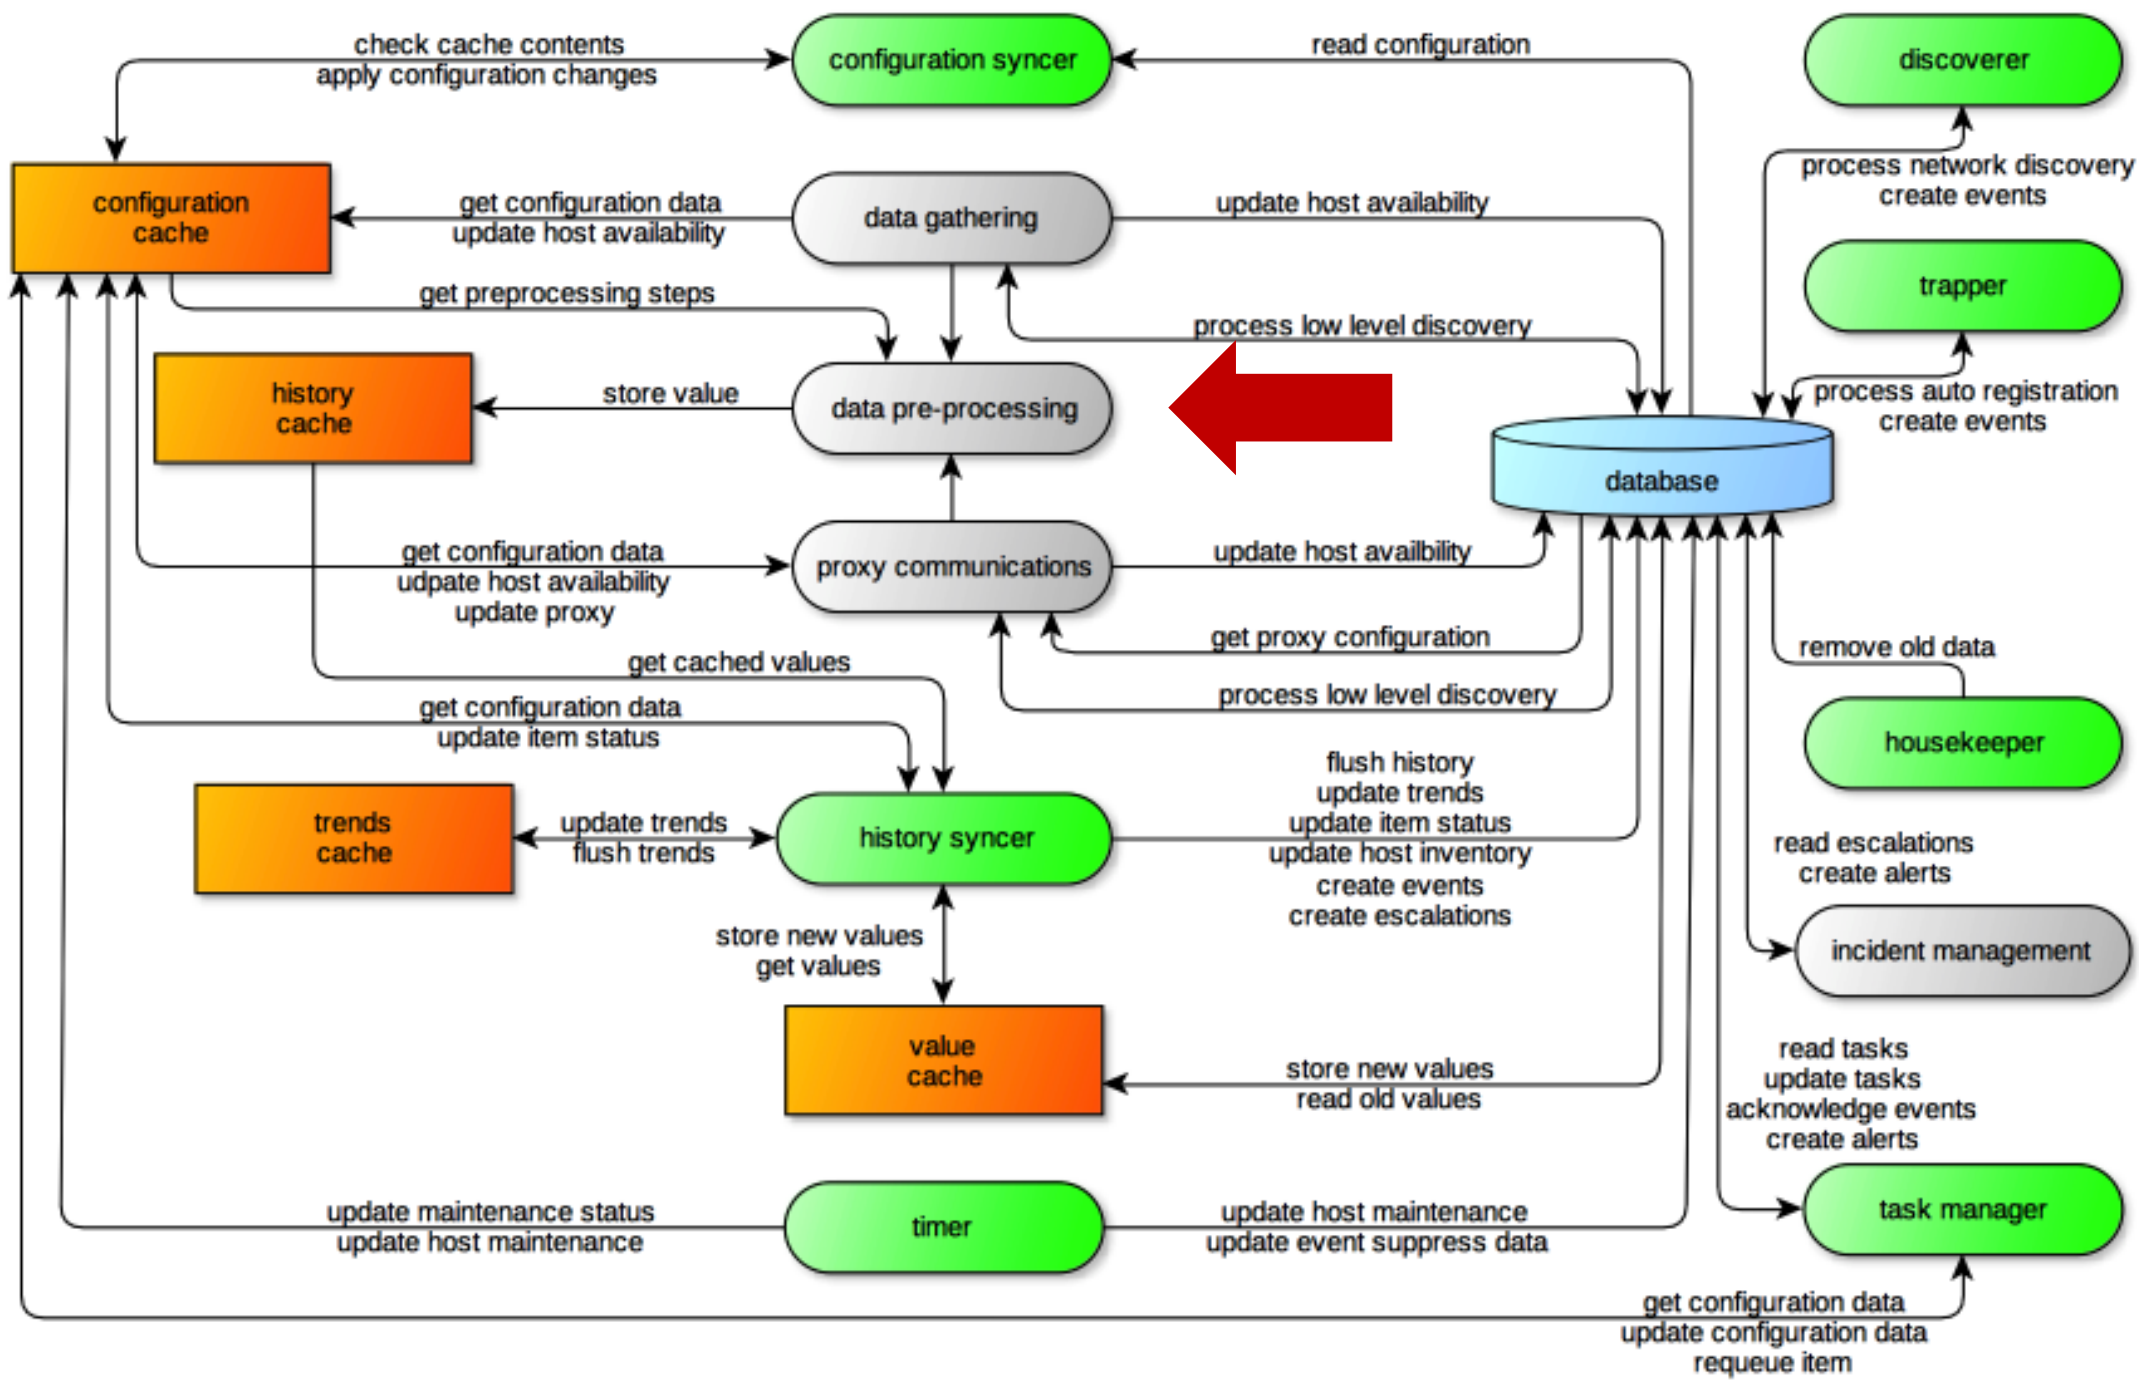 check cache contents
apply configuration changes
configuration syncer
read configuration
discoverer
process network discovery
create events
configuration
cache
get configuration data
update host availability
data gathering
update host availability
trapper
get preprocessing steps
process low level discovery
history
cache
store value
data pre-processing
process auto registration
create events
database
get configuration data
udpate host availability
update proxy
proxy communications
update host availbility
get proxy configuration
remove old data
get cached values
process low level discovery
get configuration data
update item status
housekeeper
trends
cache
update trends
flush trends
history syncer
flush history
update trends
update item status
update host inventory
create events
create escalations
read escalations
create alerts
store new values
get values
incident management
value
cache
store new values
read old values
read tasks
update tasks
acknowledge events
create alerts
update maintenance status
update host maintenance
timer
update host maintenance
update event suppress data
task manager
get configuration data
update configuration data
requeue item